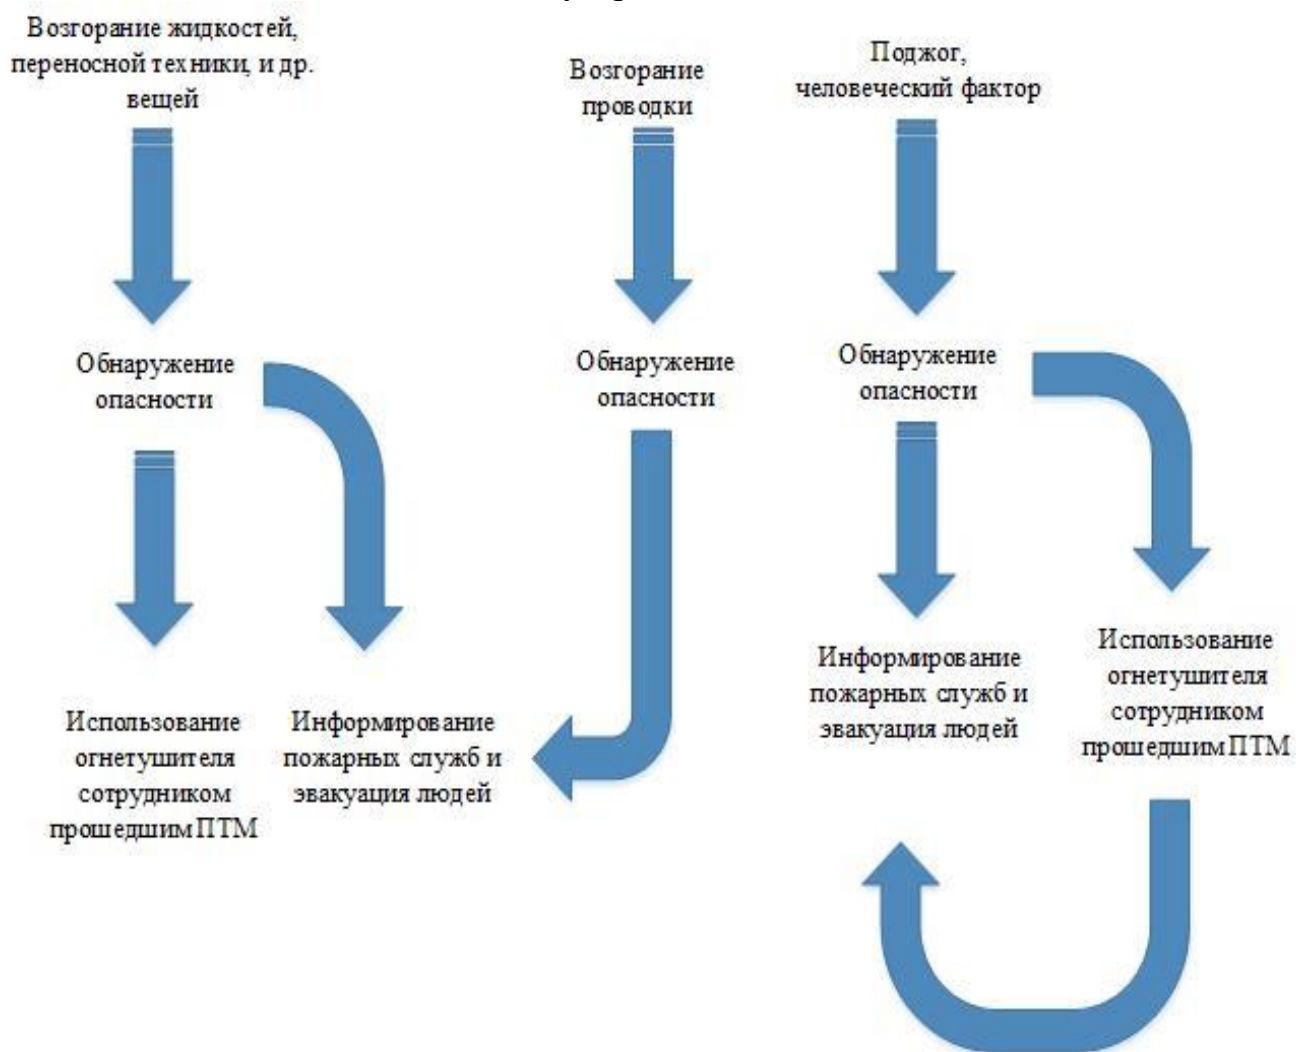 Возгорание жидкостей,
переносной техники, и др.
вещей
Возгорание
проводки
Поджог,
человеческий фактор
Обнаружение
опасности
Обнаружение
опасности
Обнаружение
опасности
Использование
огнетушителя
сотрудником
прошедшим ПТМ
Информирование
пожарных служб и
эвакуация людей
Информирование
пожарных служб и
эвакуация людей
Использование
огнетушителя
сотрудником
прошедшим ПТМ